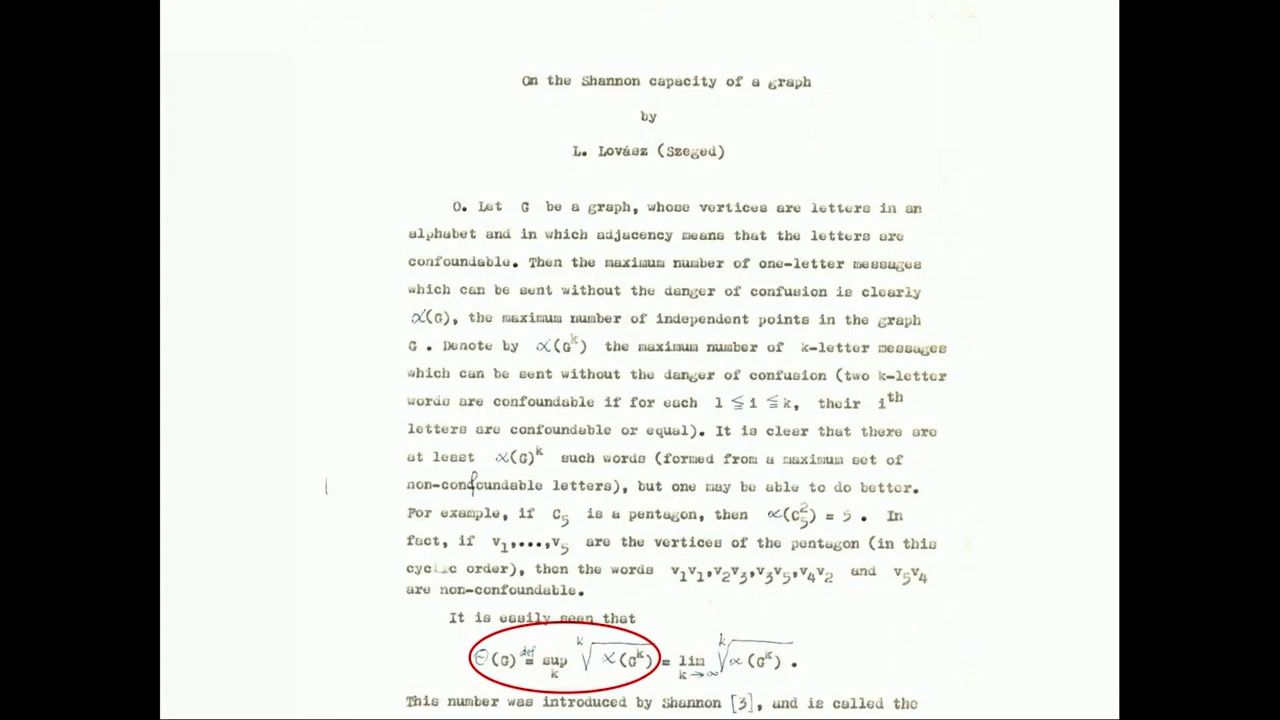 On the Shannon capacity of a graph
by
L. Lovász (Szeged)
0. Let G be a graph, whose vertices are letters in an
alphabet and in which adjacency means that the letters are
confoundable. Then the maximum number of one-letter messages
which can be sent without the danger of confusion is clearly
α(G), the maximum number of independent points in the graph
G . Denote by α(G^k) the maximum number of k-letter messages
which can be sent without the danger of confusion (two k-letter
words are confoundable if for each 1 ≦ i ≦ k, their i^th
letters are confoundable or equal). It is clear that there are
at least α(G)^k such words (formed from a maximum set of
non-confoundable letters), but one may be able to do better.
For example, if C_5 is a pentagon, then α(C_5^2) = 5 . In
fact, if v_1,...,v_5 are the vertices of the pentagon (in this
cyclic order), then the words v_1v_1,v_2v_3,v_3v_5,v_4v_2 and v_5v_4
are non-confoundable.
It is easily seen that
Θ(G) def= sup_k ᵏ√α(G^k) = lim_{k→∞} ᵏ√α(G^k) .
This number was introduced by Shannon [3], and is called the